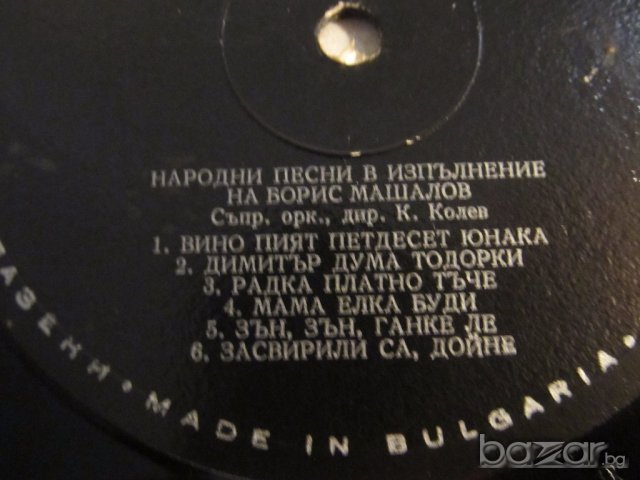 НАРОДНИ ПЕСНИ В ИЗПЪЛНЕНИЕ
НА БОРИС МАШАЛОВ
Съпр. орк., дир. К. Колев
1. ВИНО ПИЯТ ПЕТДЕСЕТ ЮНАКА
2. ДИМИТЪР ДУМА ТОДОРКИ
3. РАДКА ПЛАТНО ТЪЧЕ
4. МАМА ЕЛКА БУДИ
5. ЗЪН, ЗЪН, ГАНКЕ ЛЕ
6. ЗАСВИРИЛИ СА, ДОЙНЕ
АЗЕНИ • MADE IN BULGARIA •
bazar.bg